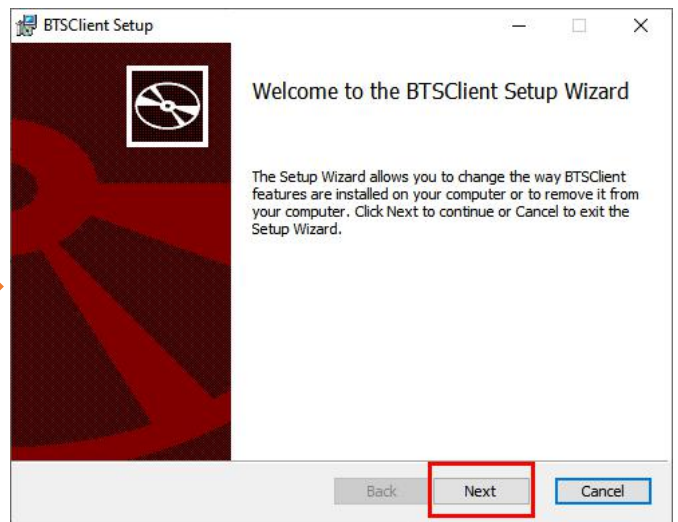 BTSClient Setup
Welcome to the BTSClient Setup Wizard
The Setup Wizard allows you to change the way BTSClient
features are installed on your computer or to remove it from
your computer. Click Next to continue or Cancel to exit the
Setup Wizard.
Back Next Cancel